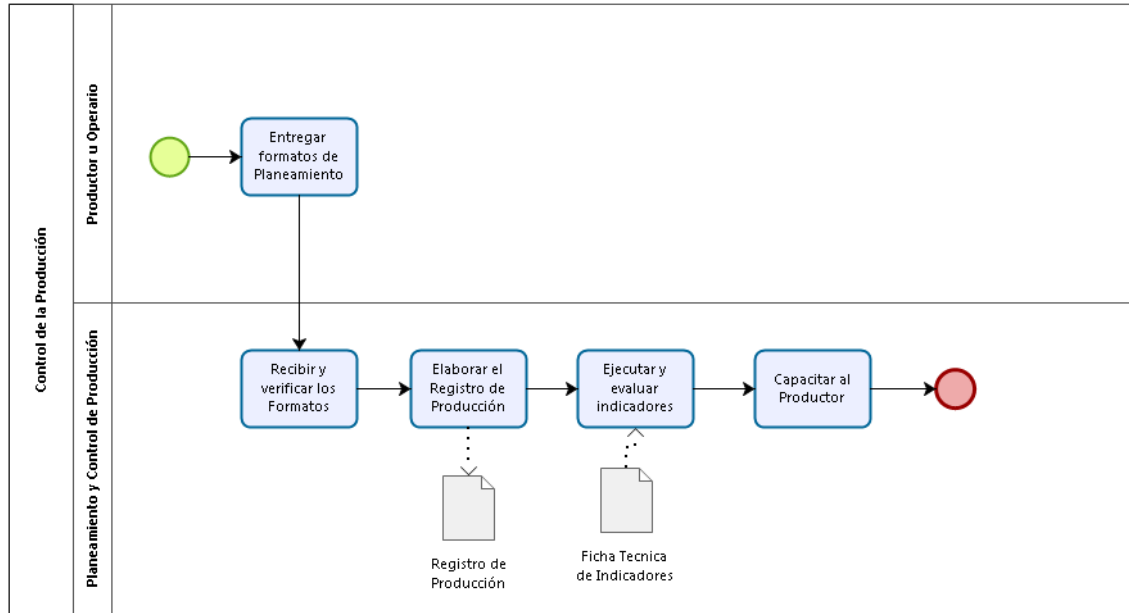 Control de la Producción
Productor u Operario
Entregar
formatos de
Planeamiento
Planeamiento y Control de Producción
Recibir y
verificar los
Formatos
Elaborar el
Registro de
Producción
Ejecutar y
evaluar
indicadores
Capacitar al
Productor
Registro de
Producción
Ficha Tecnica
de Indicadores